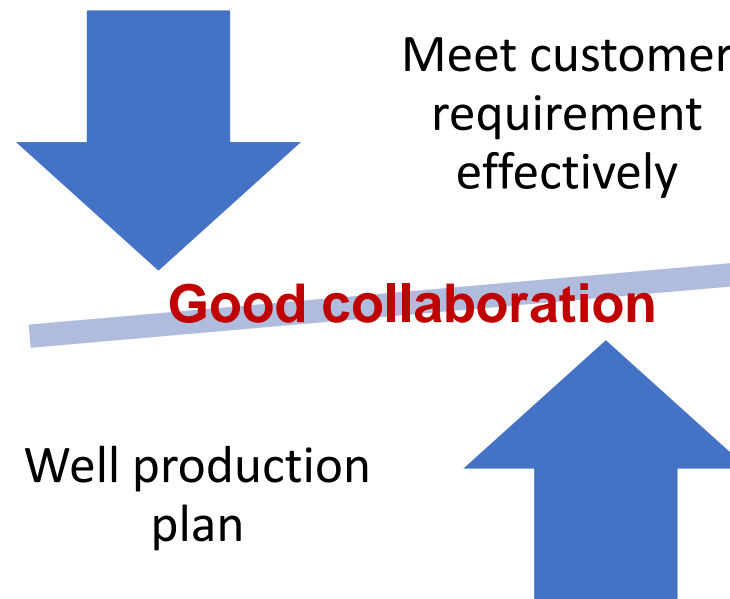 Meet customer
requirement
effectively
Good collaboration
Well production
plan